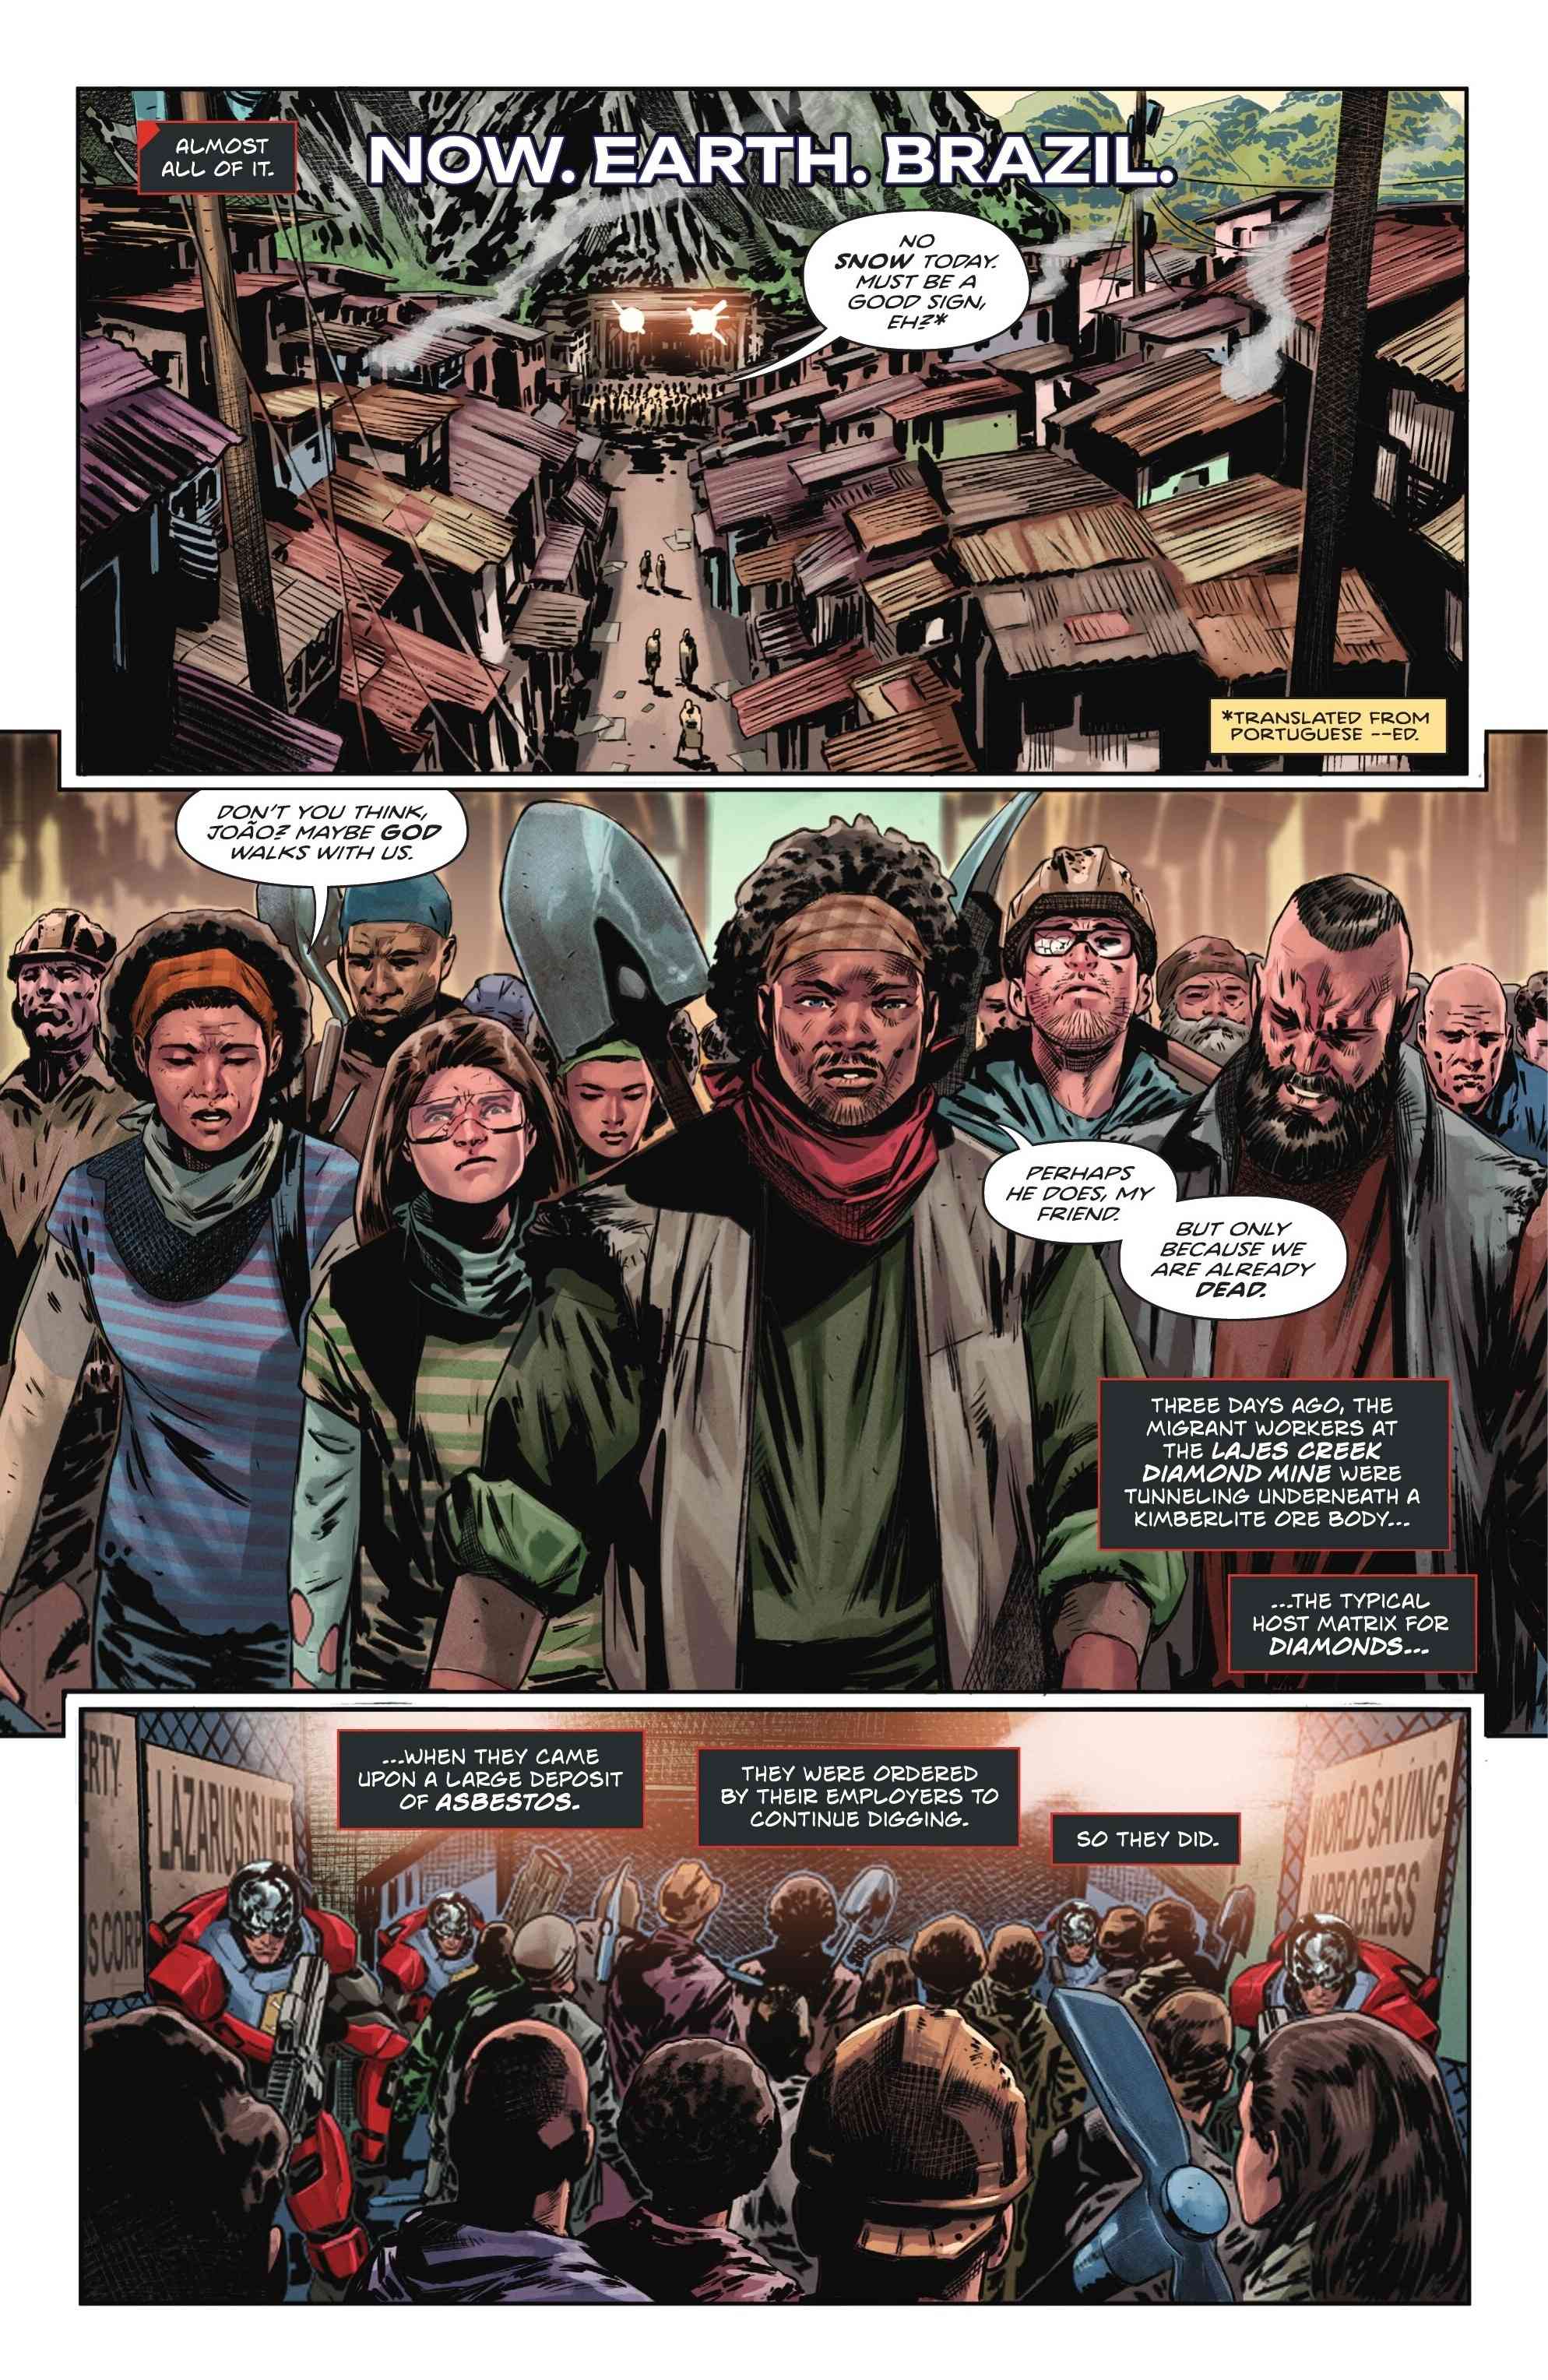 ALMOST
ALL OF IT.
NOW. EARTH. BRAZIL.
NO
SNOW TODAY.
MUST BE A
GOOD SIGN,
EH?*
*TRANSLATED FROM
PORTUGUESE --ED.
DON'T YOU THINK,
JOÃO? MAYBE GOD
WALKS WITH US.
PERHAPS
HE DOES, MY
FRIEND.
BUT ONLY
BECAUSE WE
ARE ALREADY
DEAD.
THREE DAYS AGO, THE
MIGRANT WORKERS AT
THE LAJES CREEK
DIAMOND MINE WERE
TUNNELING UNDERNEATH A
KIMBERLITE ORE BODY...
...THE TYPICAL
HOST MATRIX FOR
DIAMONDS...
...WHEN THEY CAME
UPON A LARGE DEPOSIT
OF ASBESTOS.
THEY WERE ORDERED
BY THEIR EMPLOYERS TO
CONTINUE DIGGING.
SO THEY DID.
ERTY
S CORP
LAZARUS IS LIFE
WORLD SAVING
IN PROGRESS